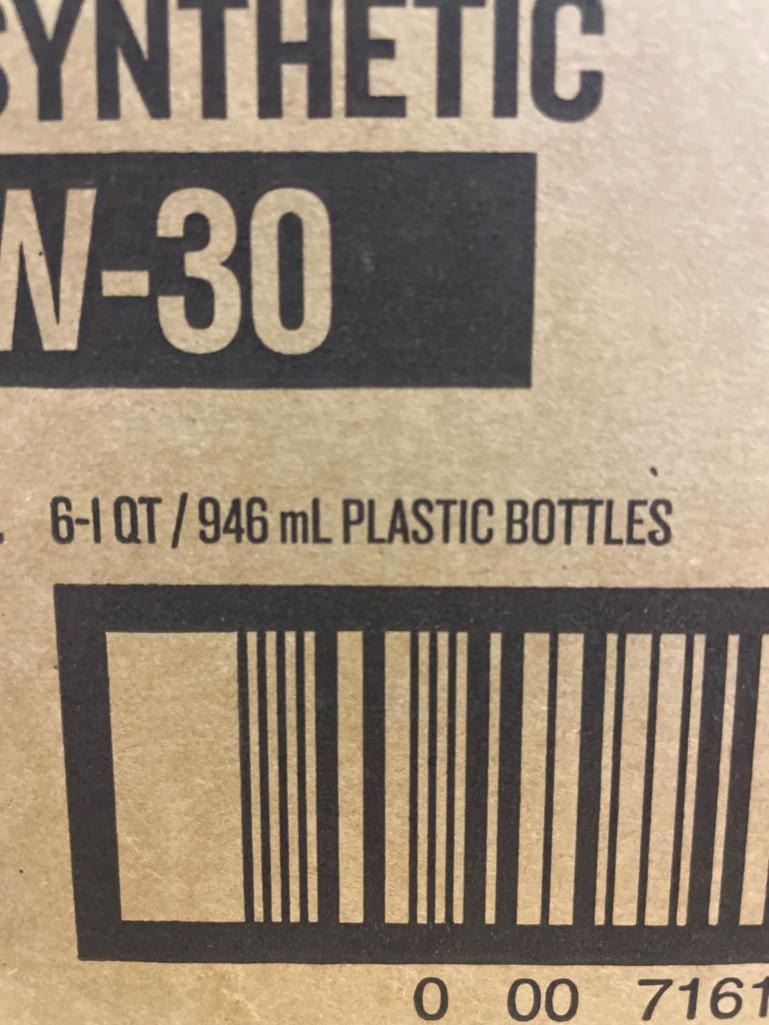 SYNTHETIC
W-30
. 6-1 QT / 946 mL PLASTIC BOTTLES
0 00 7161